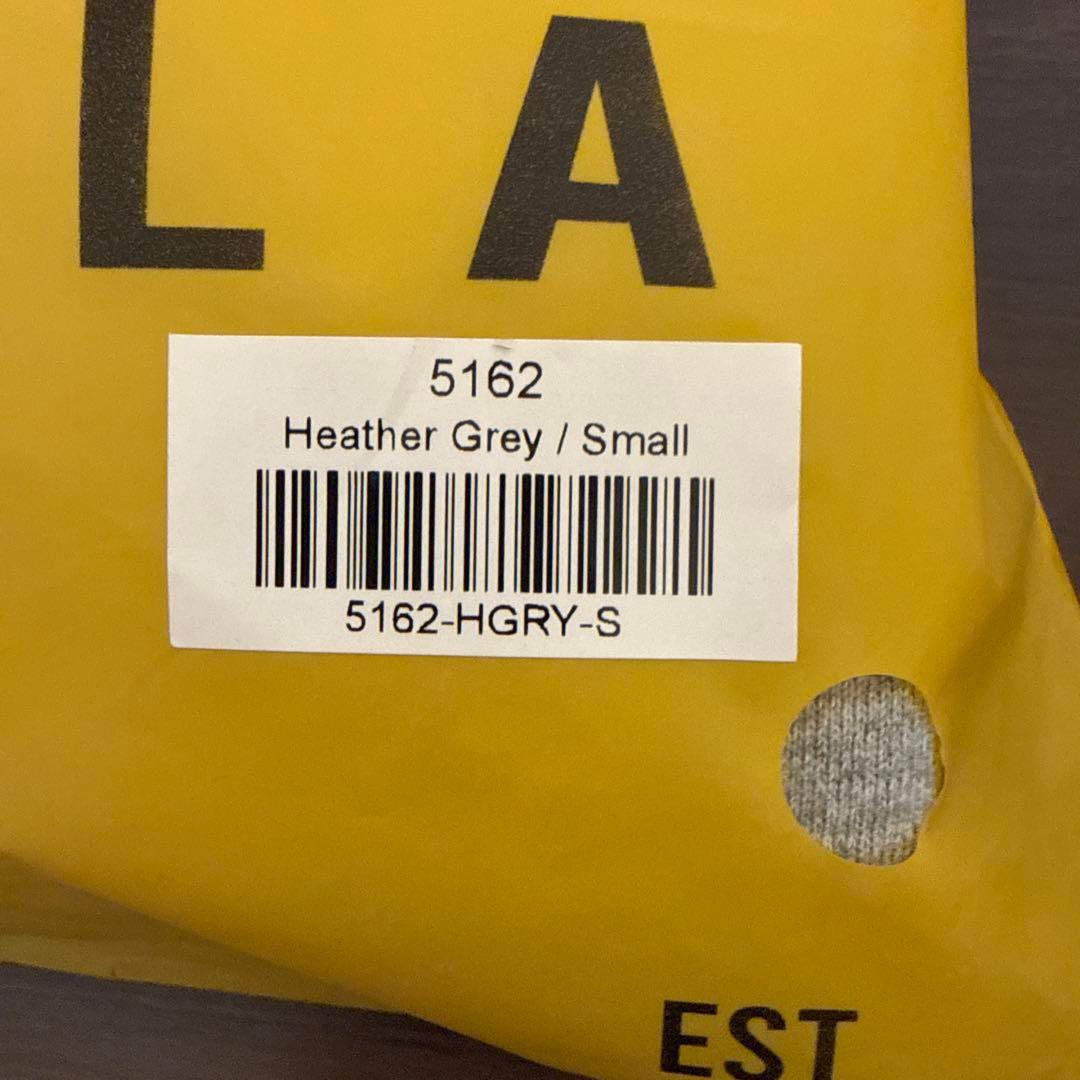 L A
5162
Heather Grey / Small
5162-HGRY-S
EST